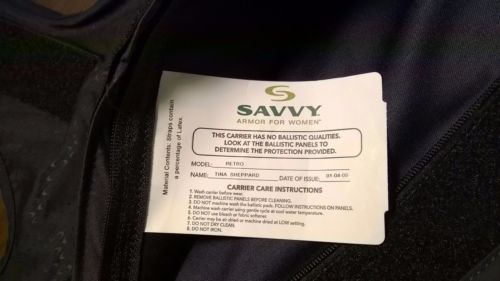 SAVVY™
ARMOR FOR WOMEN™
THIS CARRIER HAS NO BALLISTIC QUALITIES.
LOOK AT THE BALLISTIC PANELS TO
DETERMINE THE PROTECTION PROVIDED.
MODEL: RETRO
NAME: TINA SHEPPARD DATE OF ISSUE: 01-08-09
CARRIER CARE INSTRUCTIONS
1. Wash carrier before wear.
2. REMOVE BALLISTIC PANELS BEFORE CLEANING.
3. DO NOT machine wash the ballistic pads. FOLLOW INSTRUCTIONS ON PANELS.
4. Machine wash carrier using gentle cycle at cool water temperature.
5. DO NOT use bleach or fabric softener.
6. Carrier may be air dried or machine dried at LOW setting.
7. DO NOT DRY CLEAN.
8. DO NOT IRON.
Material Contents: Straps contain
a percentage of Latex.